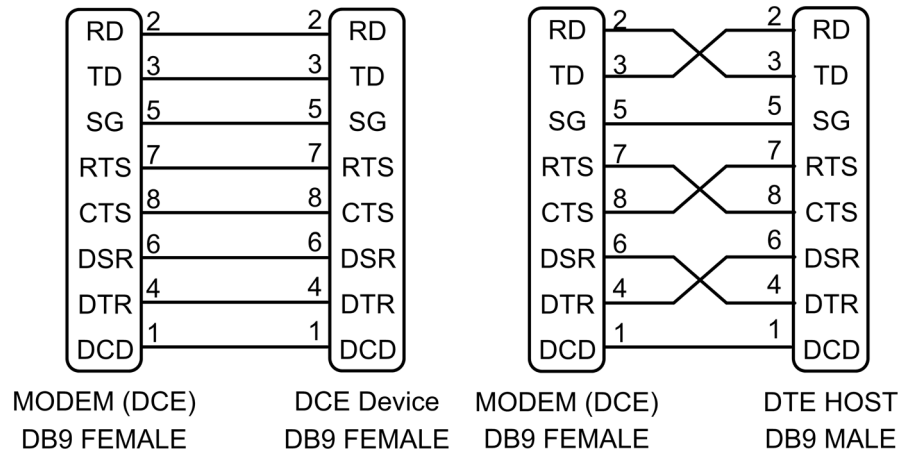 RD 2 2 RD
TD 3 3 TD
SG 5 5 SG
RTS 7 7 RTS
CTS 8 8 CTS
DSR 6 6 DSR
DTR 4 4 DTR
DCD 1 1 DCD
MODEM (DCE) DCE Device
DB9 FEMALE DB9 FEMALE
RD 2 2 RD
TD 3 3 TD
SG 5 5 SG
RTS 7 7 RTS
CTS 8 8 CTS
DSR 6 6 DSR
DTR 4 4 DTR
DCD 1 1 DCD
MODEM (DCE) DTE HOST
DB9 FEMALE DB9 MALE